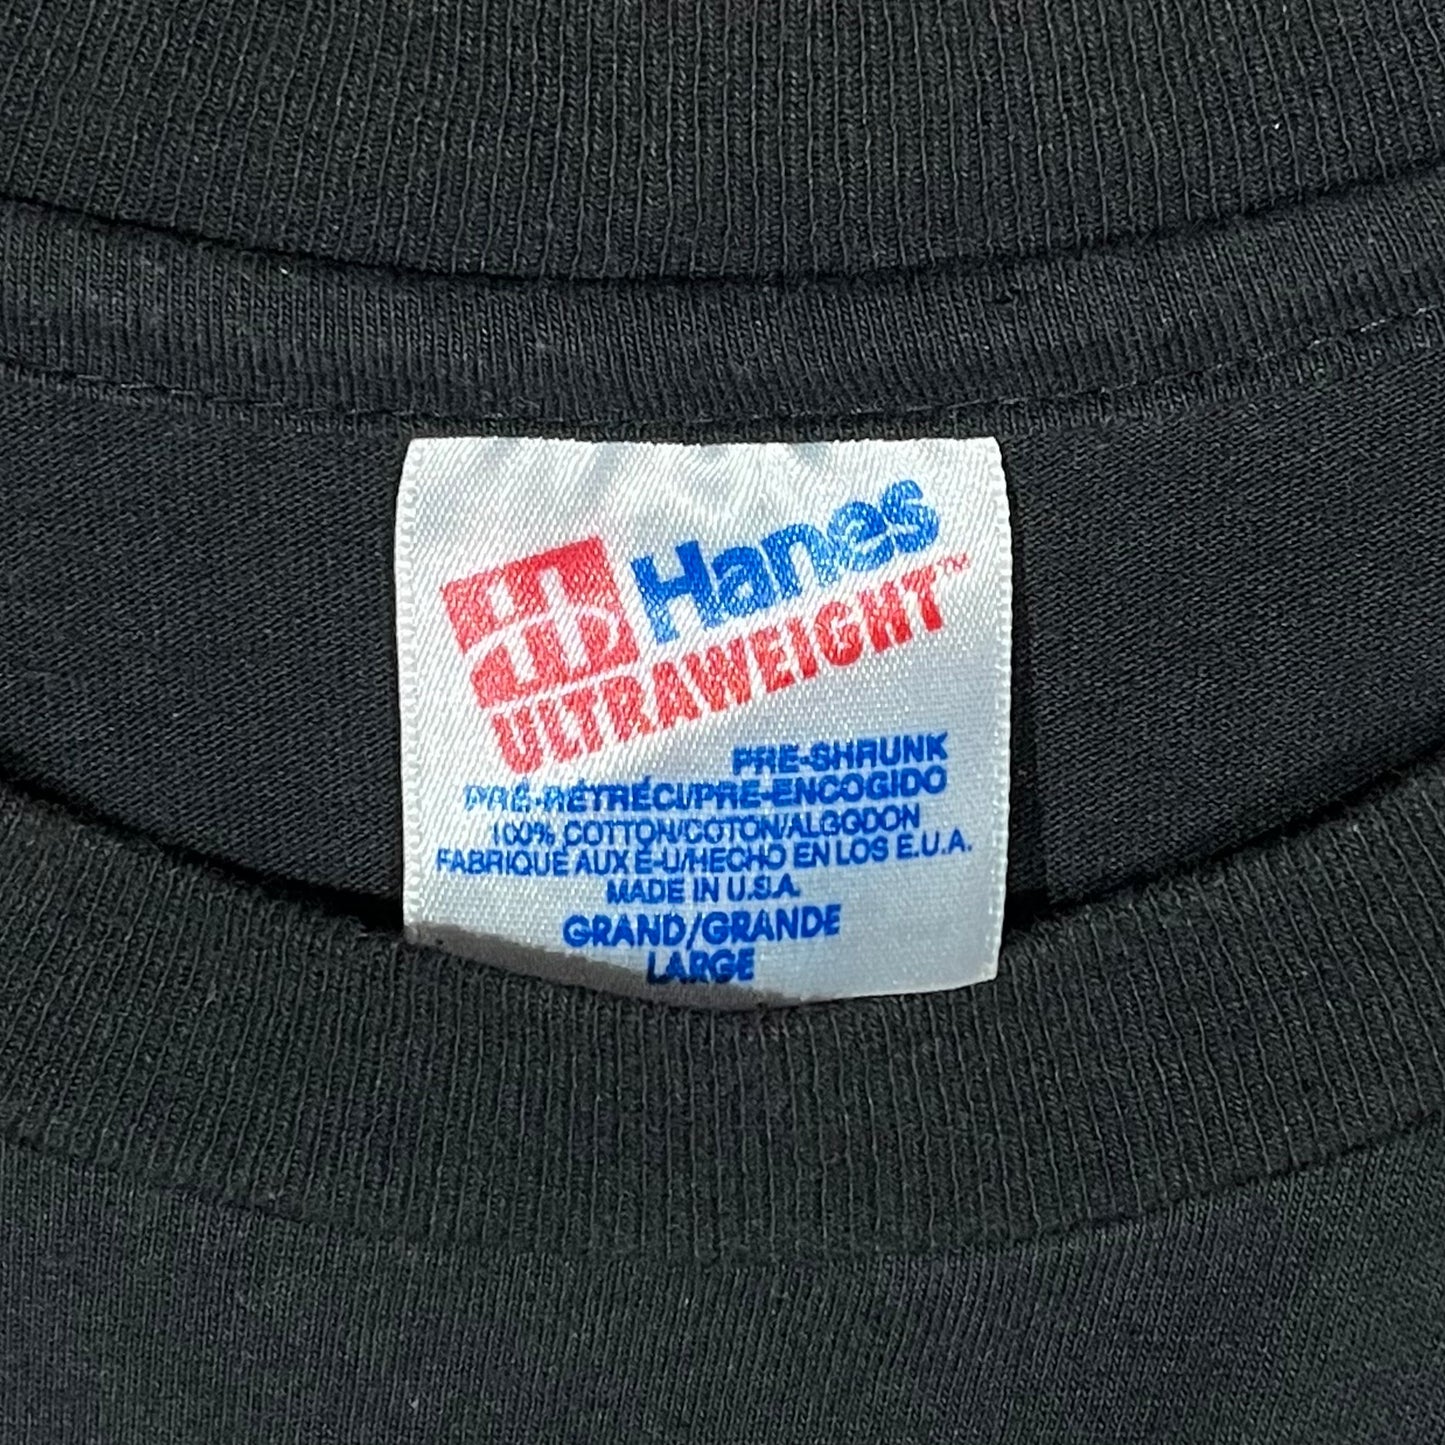 Hanes
ULTRAWEIGHT™
PRE-SHRUNK
PRÉ-RÉTRÉCI/PRE-ENCOGIDO
100% COTTON/COTON/ALGODON
FABRIQUÉ AUX É-U/HECHO EN LOS E.U.A.
MADE IN U.S.A.
GRAND/GRANDE
LARGE